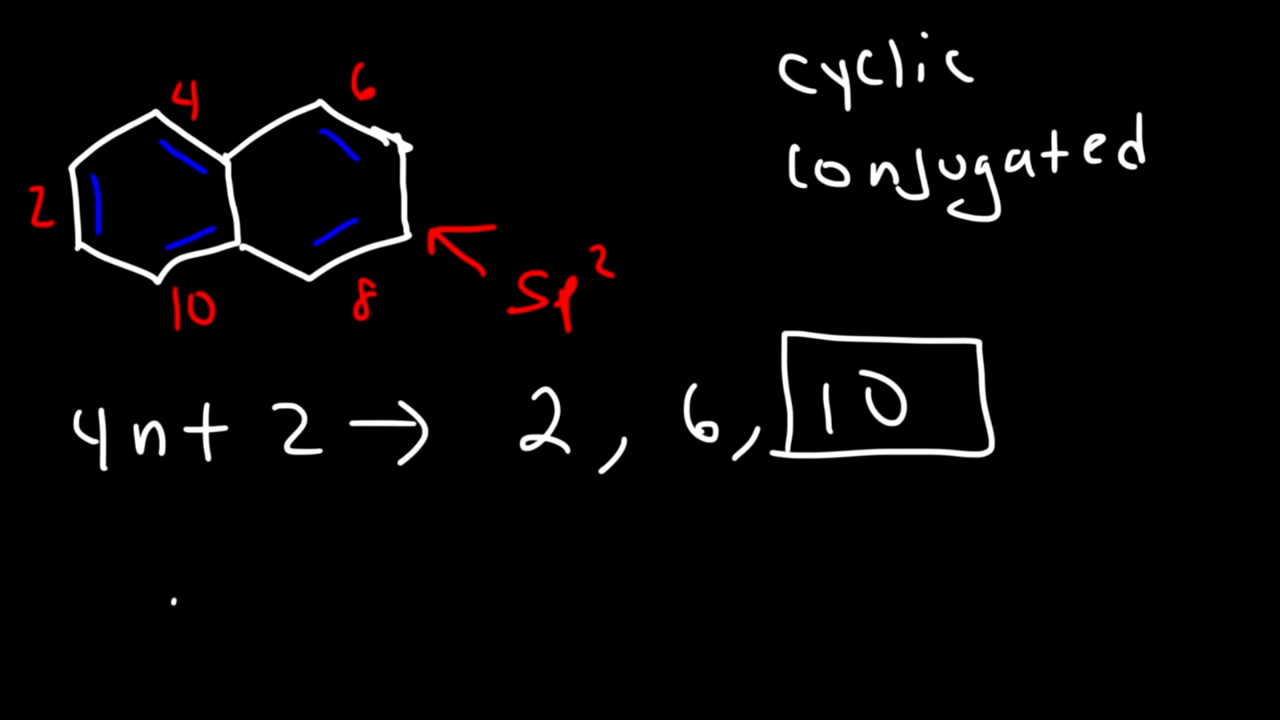 4 6
2
10 8
sp²
cyclic
conjugated
4n+2 → 2, 6, 10